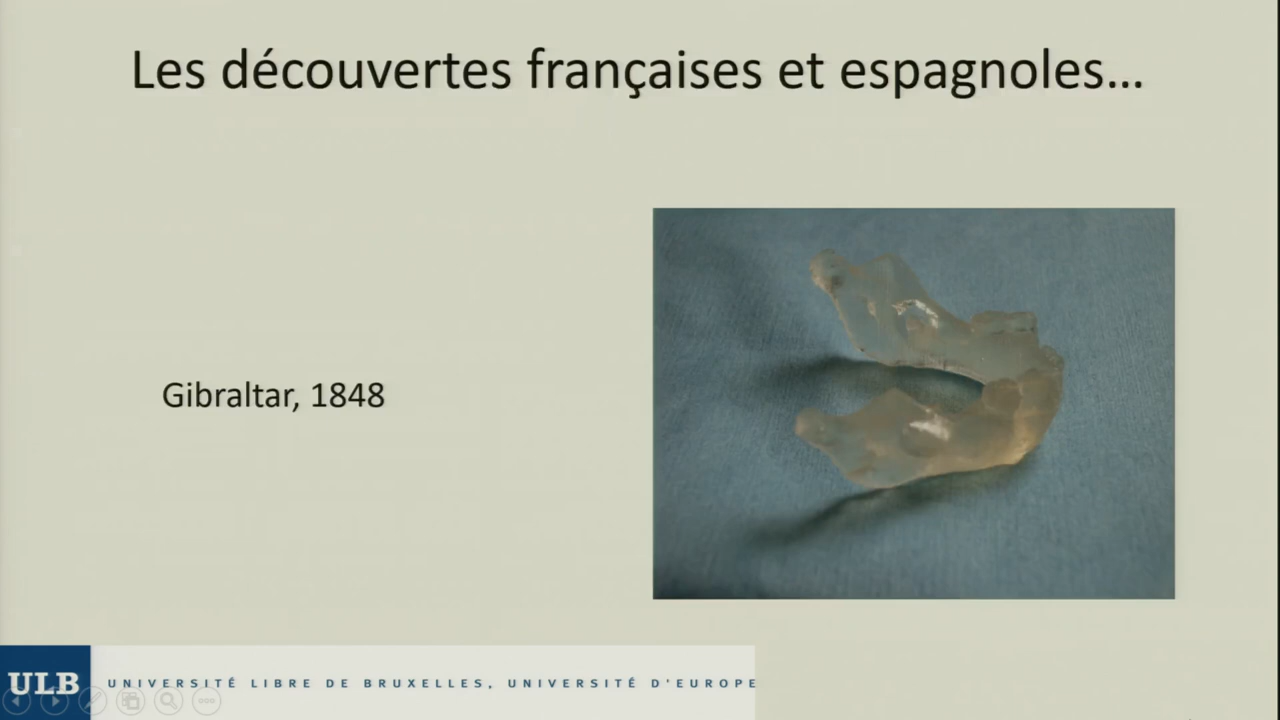 Les découvertes françaises et espagnoles...
Gibraltar, 1848
ULB
UNIVERSITÉ LIBRE DE BRUXELLES, UNIVERSITÉ D'EUROPE